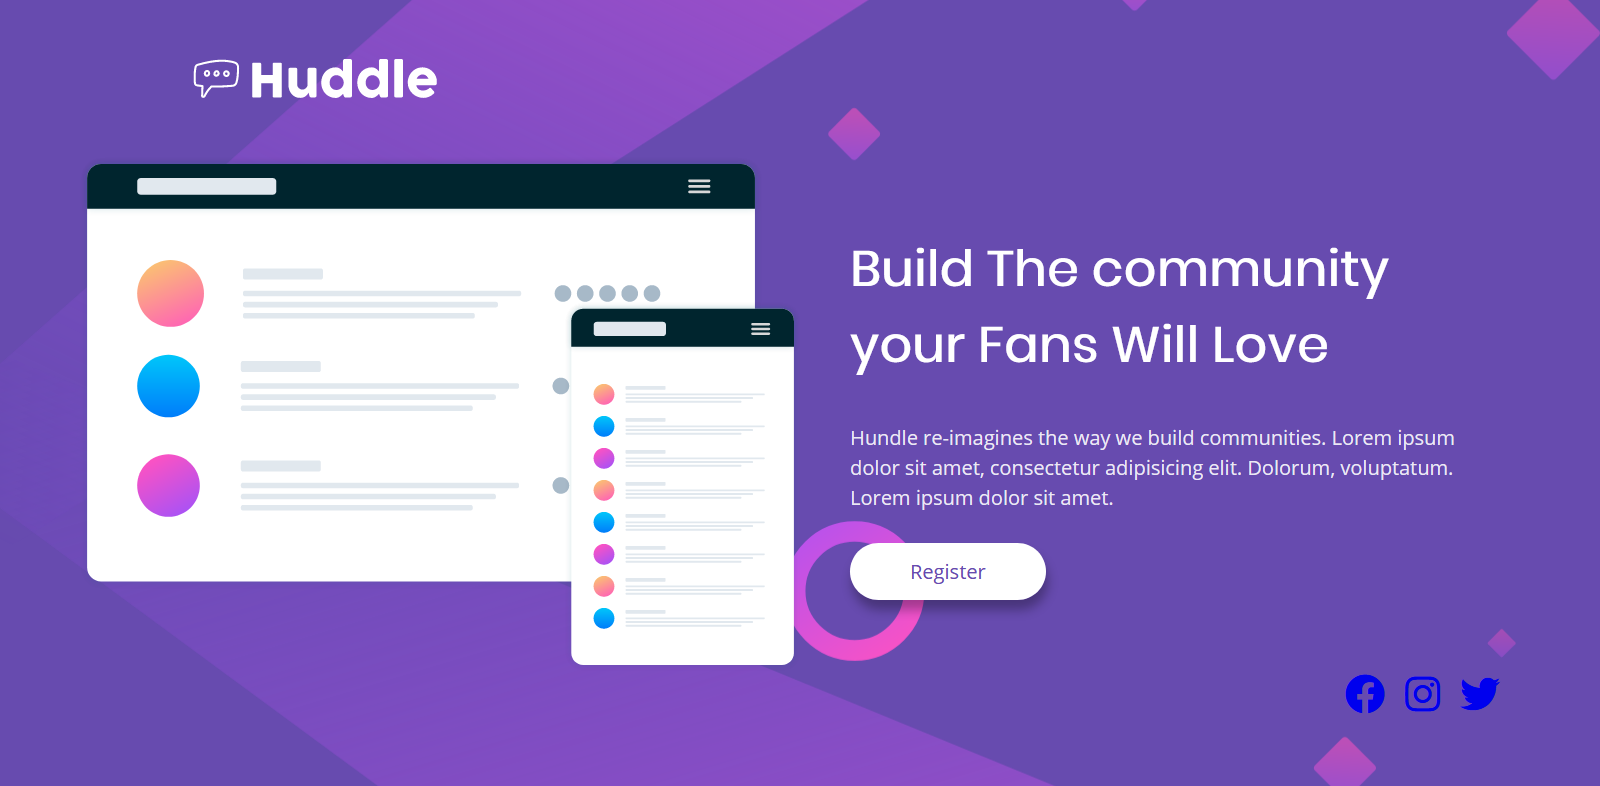 Huddle
Build The community
your Fans Will Love
Hundle re-imagines the way we build communities. Lorem ipsum
dolor sit amet, consectetur adipisicing elit. Dolorum, voluptatum.
Lorem ipsum dolor sit amet.
Register